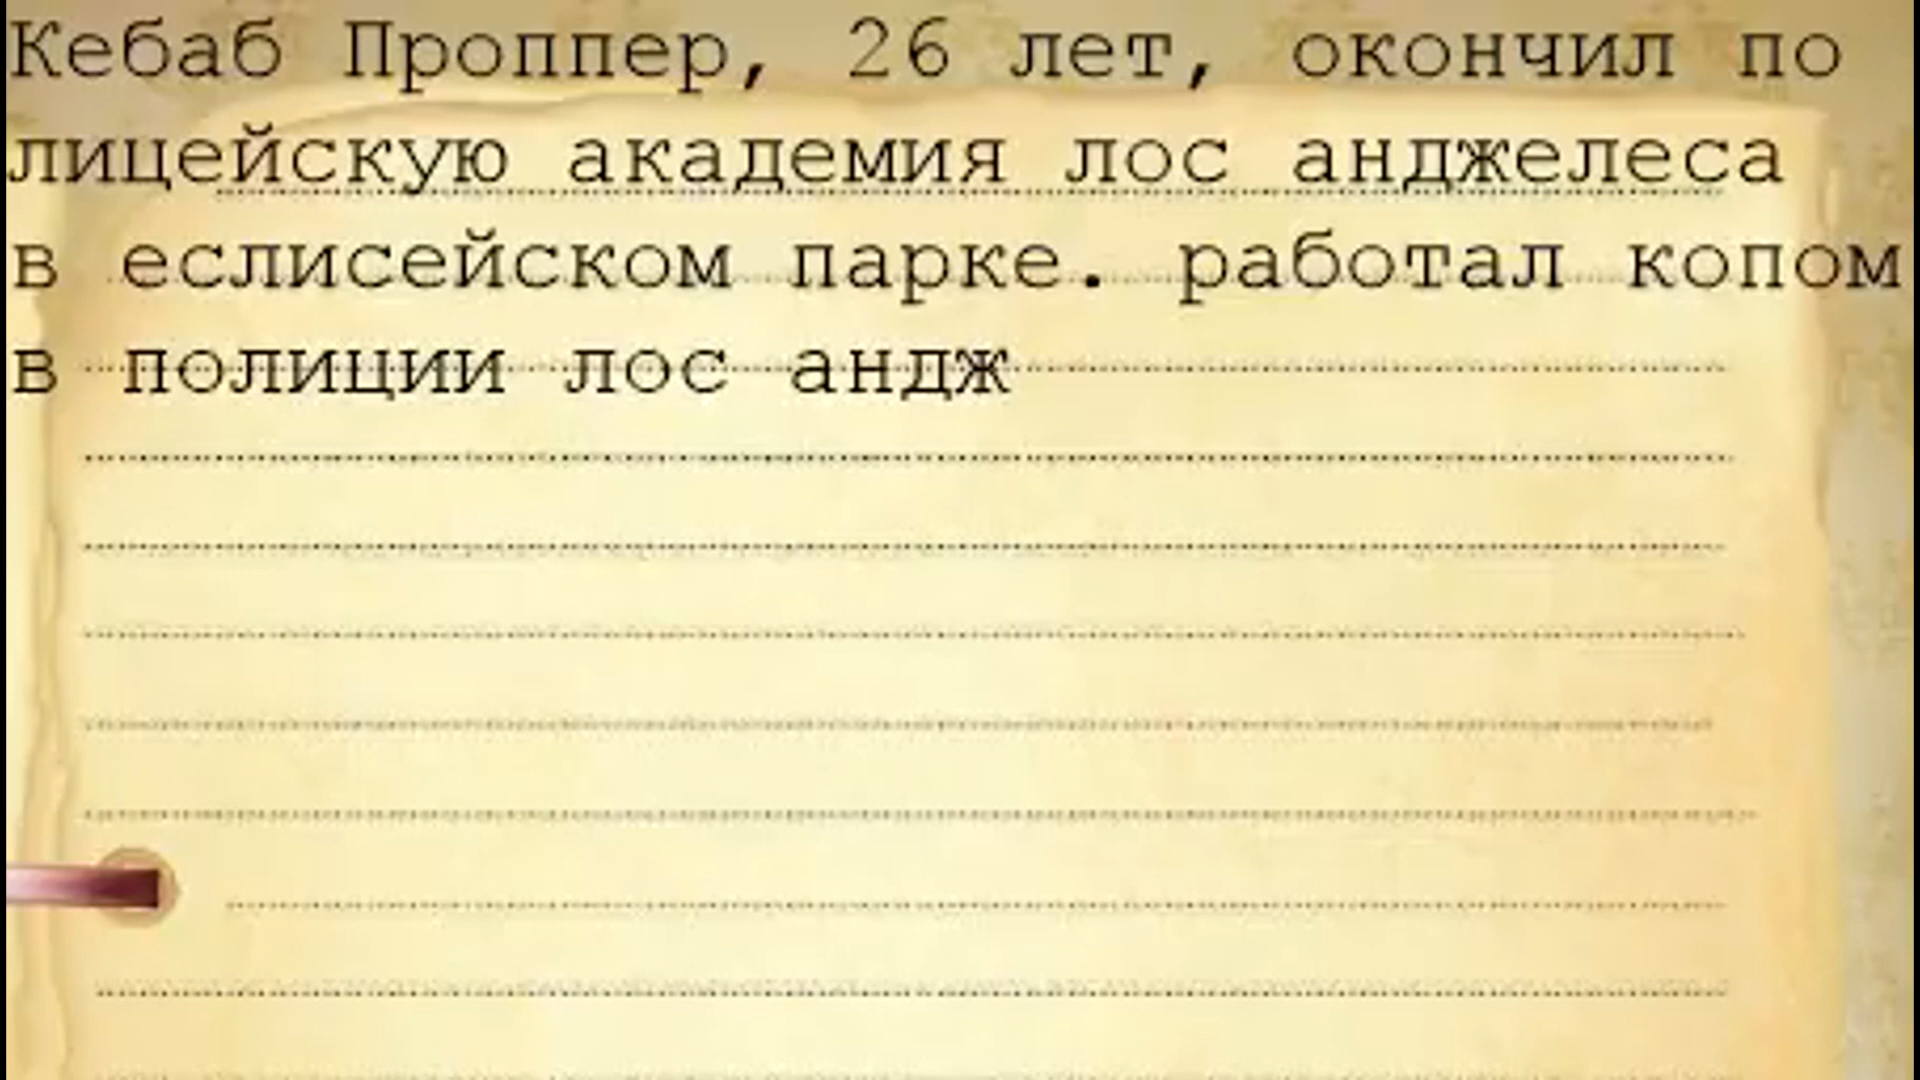 Кебаб Проппер, 26 лет, окончил по
лицейскую академия лос анджелеса
в еслисейском парке. работал копом
в полиции лос андж